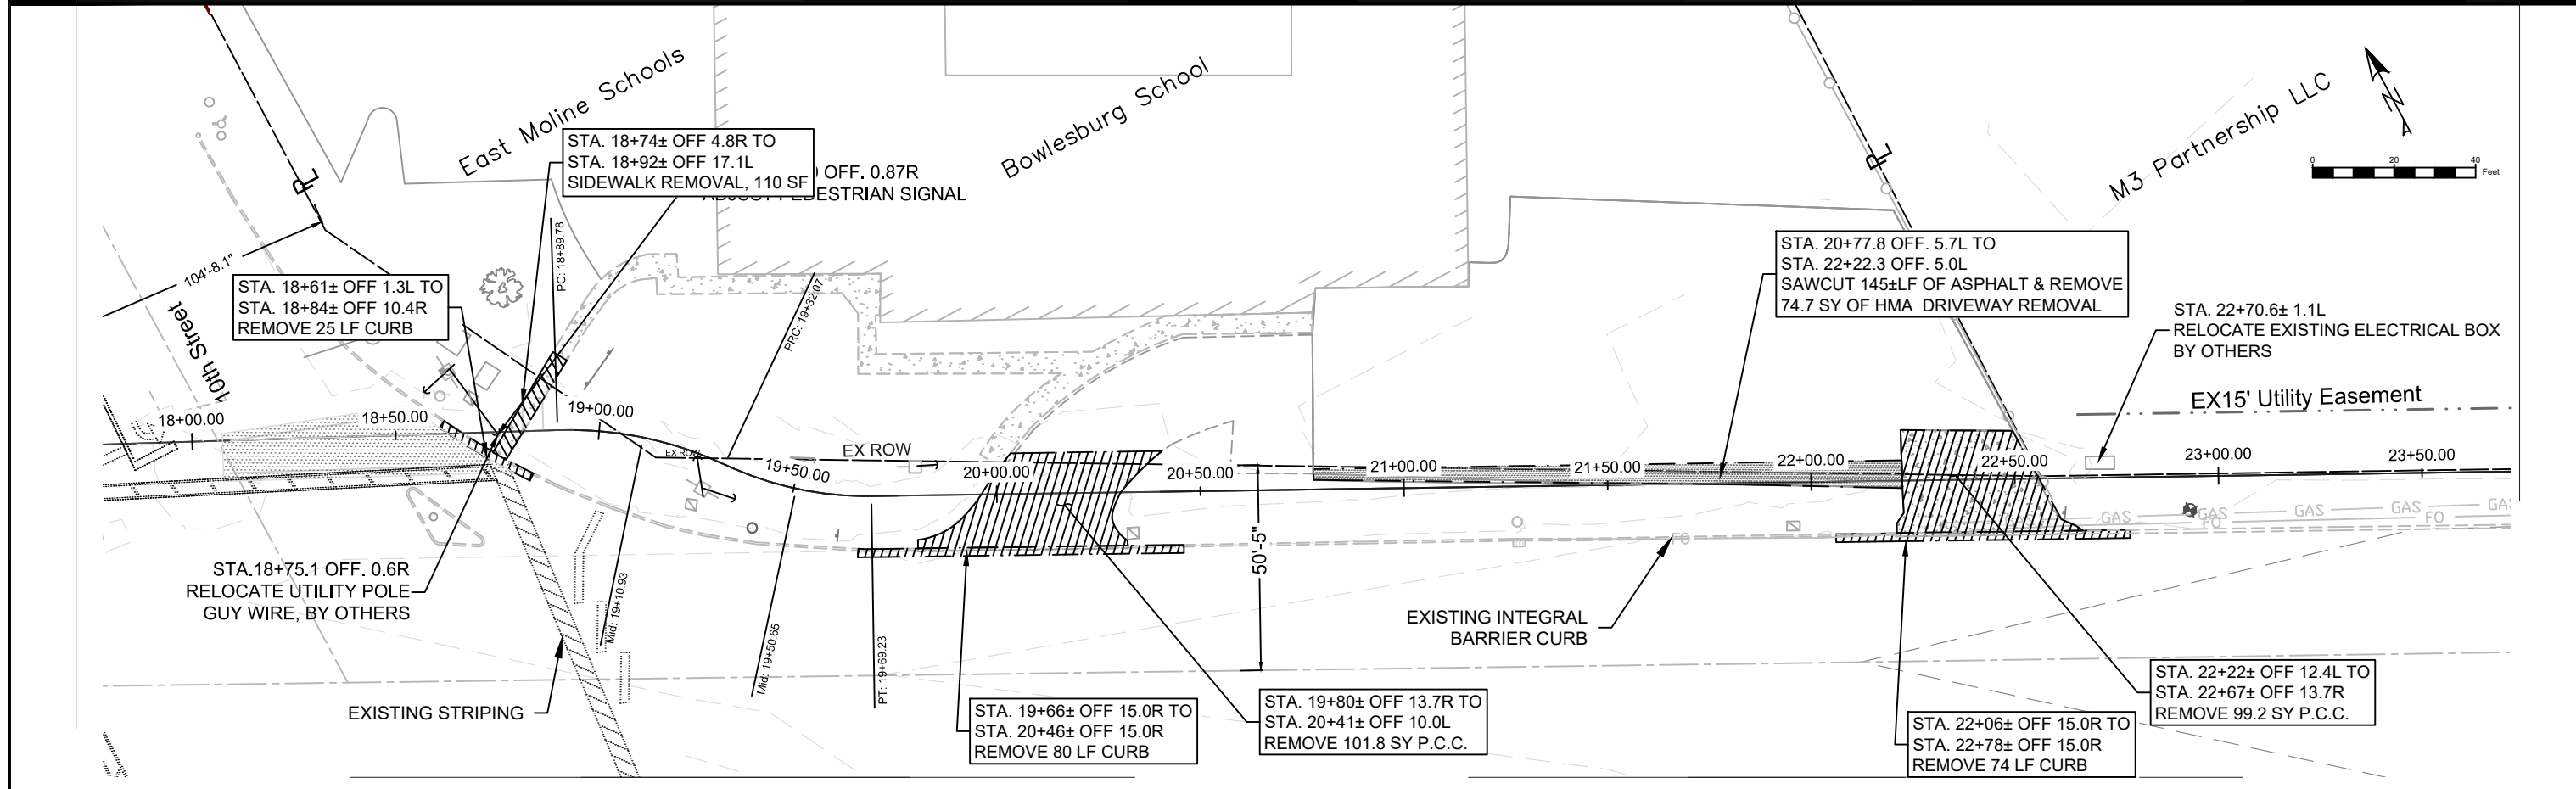 East Moline Schools
Bowlesburg School
M3 Partnership LLC
N
0 20 40
Feet
PL
PL
STA. 18+74± OFF 4.8R TO
STA. 18+92± OFF 17.1L
SIDEWALK REMOVAL, 110 SF
OFF. 0.87R
PEDESTRIAN SIGNAL
104'-8.1"
10th Street
STA. 18+61± OFF 1.3L TO
STA. 18+84± OFF 10.4R
REMOVE 25 LF CURB
PC: 18+89.78
PRC: 19+32.07
STA. 20+77.8 OFF. 5.7L TO
STA. 22+22.3 OFF. 5.0L
SAWCUT 145±LF OF ASPHALT & REMOVE
74.7 SY OF HMA DRIVEWAY REMOVAL
STA. 22+70.6± 1.1L
RELOCATE EXISTING ELECTRICAL BOX
BY OTHERS
EX15' Utility Easement
18+00.00
18+50.00
19+00.00
19+50.00
20+00.00
20+50.00
21+00.00
21+50.00
22+00.00
22+50.00
23+00.00
23+50.00
EX ROW
EX ROW
GAS GAS GAS GAS GA
FO FO
50'-5"
STA.18+75.1 OFF. 0.6R
RELOCATE UTILITY POLE
GUY WIRE, BY OTHERS
Mid: 19+10.93
Mid: 19+50.65
PT: 19+69.23
EXISTING INTEGRAL
BARRIER CURB
EXISTING STRIPING
STA. 19+66± OFF 15.0R TO
STA. 20+46± OFF 15.0R
REMOVE 80 LF CURB
STA. 19+80± OFF 13.7R TO
STA. 20+41± OFF 10.0L
REMOVE 101.8 SY P.C.C.
STA. 22+06± OFF 15.0R TO
STA. 22+78± OFF 15.0R
REMOVE 74 LF CURB
STA. 22+22± OFF 12.4L TO
STA. 22+67± OFF 13.7R
REMOVE 99.2 SY P.C.C.